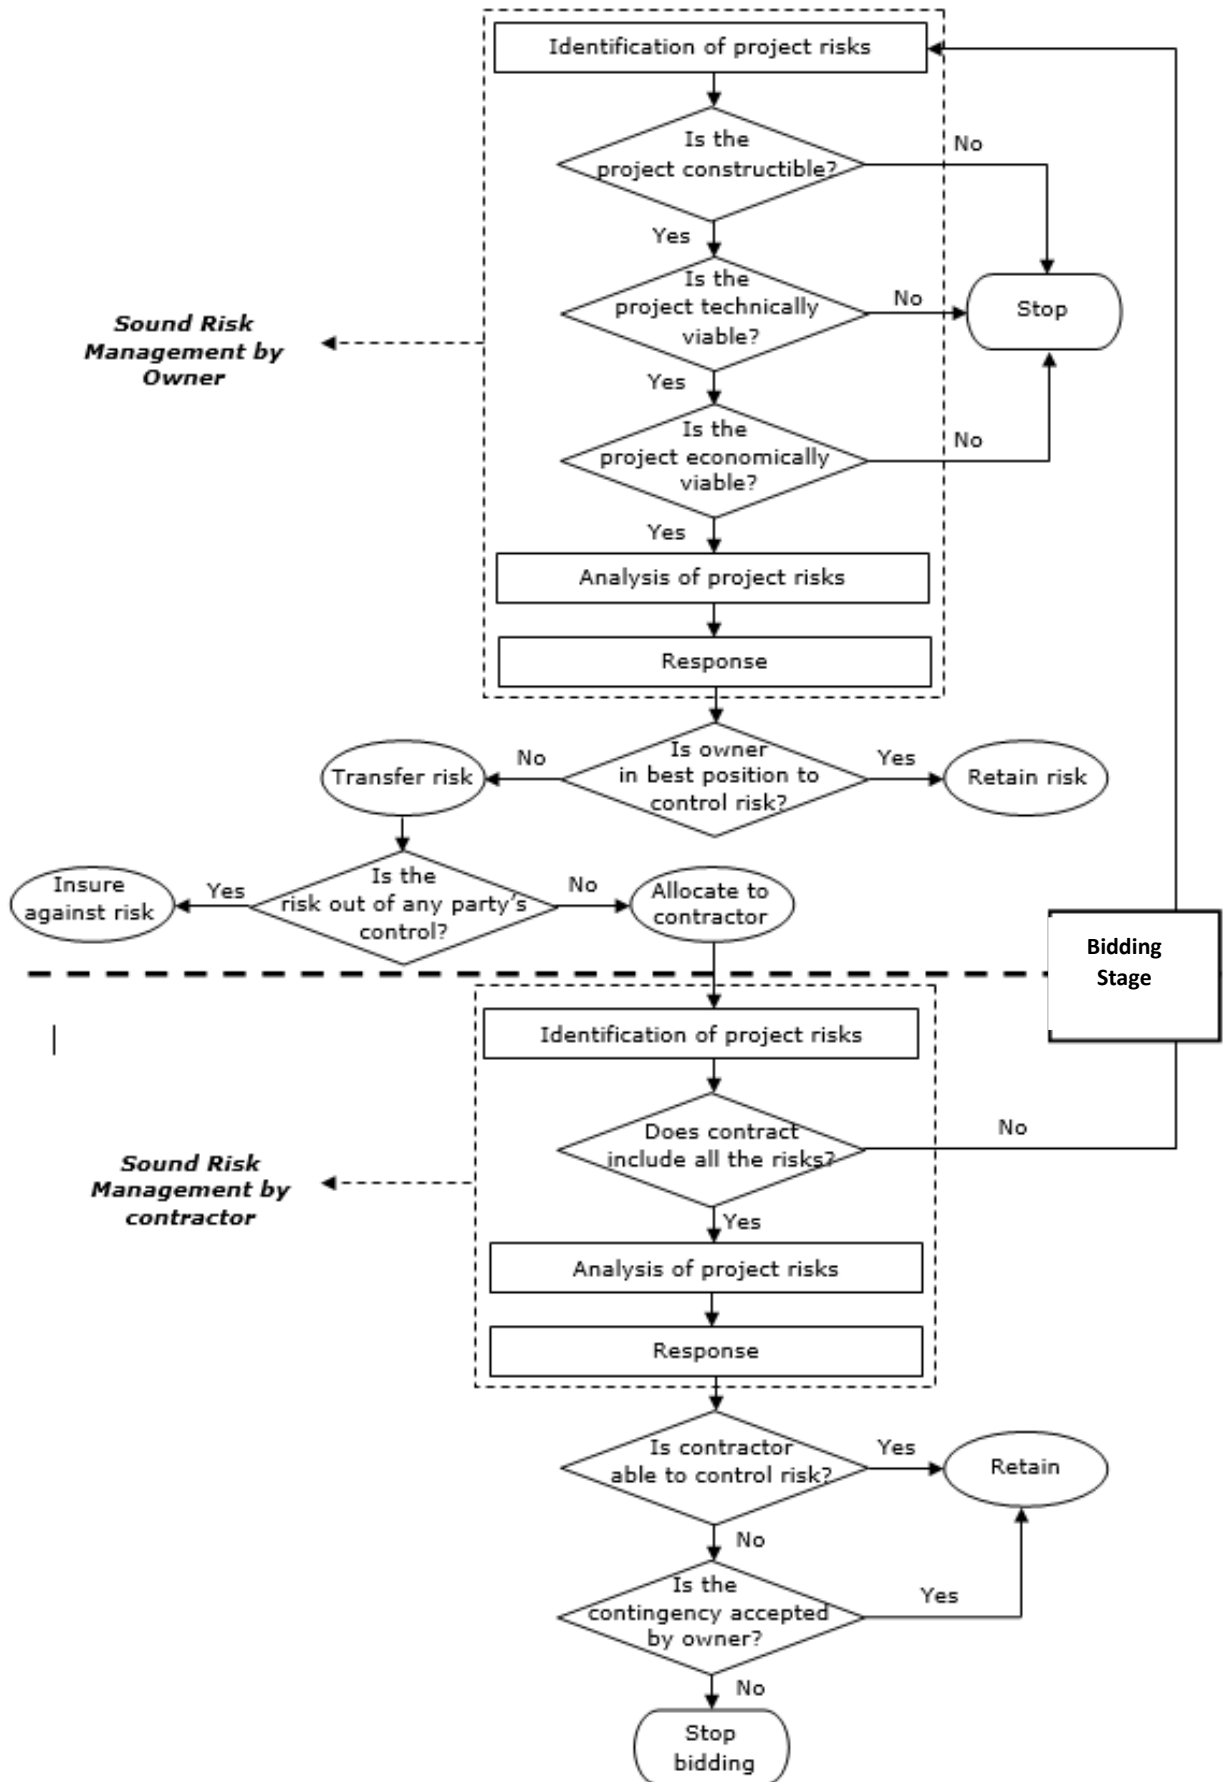 Identification of project risks
Is the
project constructible?
No
Yes
Is the
project technically
viable?
No
Stop
Sound Risk
Management by
Owner
Yes
Is the
project economically
viable?
No
Yes
Analysis of project risks
Response
Is owner
in best position to
control risk?
No
Yes
Transfer risk
Retain risk
Is the
risk out of any party's
control?
Yes
No
Insure
against risk
Allocate to
contractor
Bidding
Stage
Identification of project risks
Does contract
include all the risks?
No
Sound Risk
Management by
contractor
Yes
Analysis of project risks
Response
Is contractor
able to control risk?
Yes
Retain
No
Is the
contingency accepted
by owner?
Yes
No
Stop
bidding